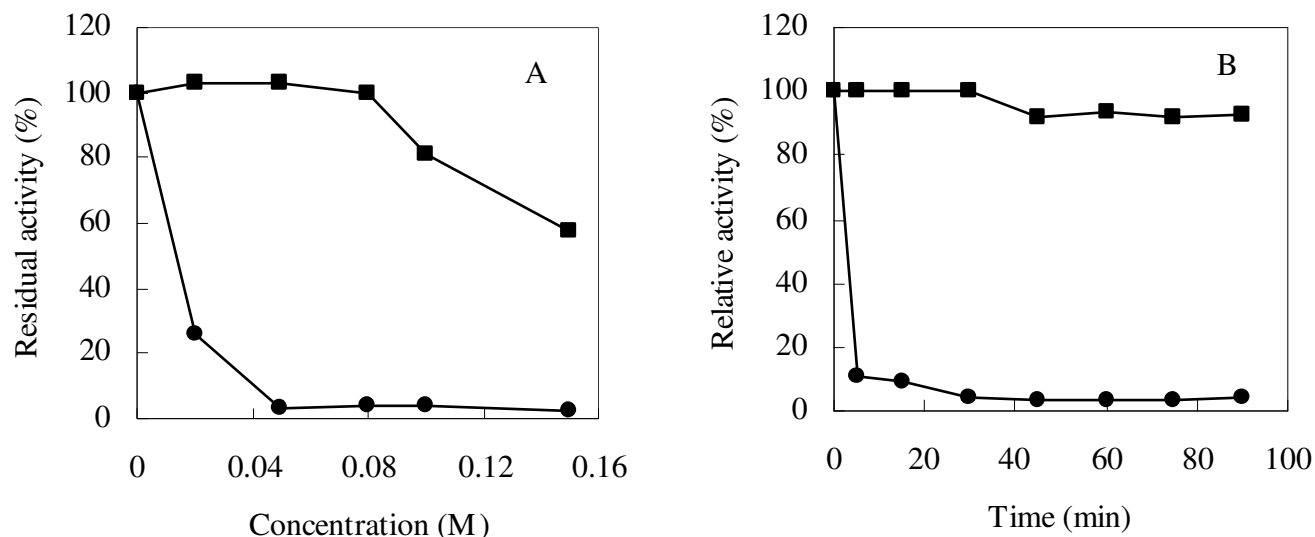 A
Residual activity (%)
120
100
80
60
40
20
0
0 0.04 0.08 0.12 0.16
Concentration (M)
B
Relative activity (%)
120
100
80
60
40
20
0
0 20 40 60 80 100
Time (min)